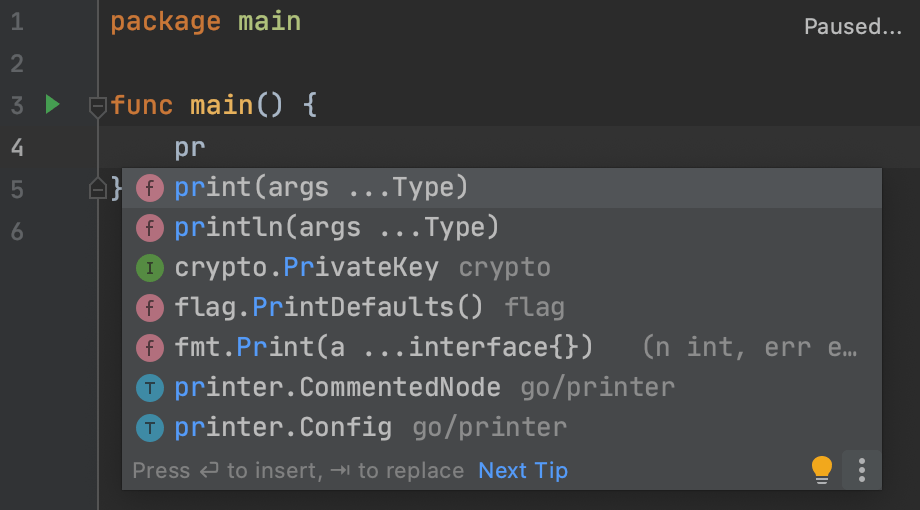 1 package main
Paused...
2
3 func main() {
4 pr
5 }
6
f print(args ...Type)
f println(args ...Type)
I crypto.PrivateKey crypto
f flag.PrintDefaults() flag
f fmt.Print(a ...interface{}) (n int, err e…
T printer.CommentedNode go/printer
T printer.Config go/printer
Press ↩ to insert, ⇥ to replace Next Tip